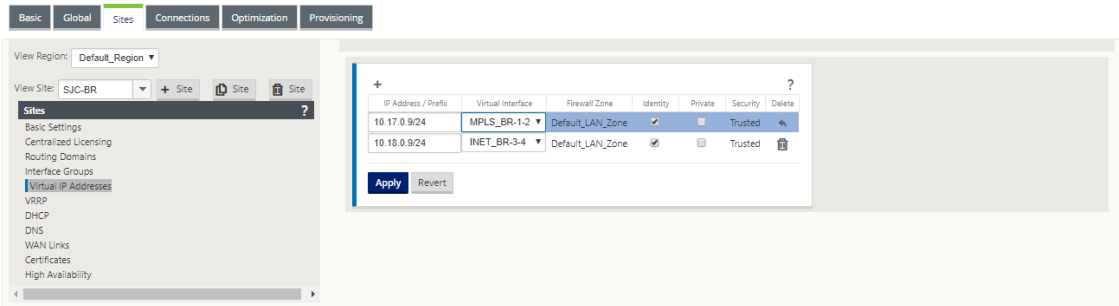 Basic Global Sites Connections Optimization Provisioning
View Region: Default_Region
View Site: SJC-BR + Site Site Site
Sites ?
Basic Settings
Centralized Licensing
Routing Domains
Interface Groups
Virtual IP Addresses
VRRP
DHCP
DNS
WAN Links
Certificates
High Availability
+ ?
IP Address / Prefix Virtual Interface Firewall Zone Identity Private Security Delete
10.17.0.9/24 MPLS_BR-1-2 Default_LAN_Zone Trusted
10.18.0.9/24 INET_BR-3-4 Default_LAN_Zone Trusted
Apply Revert